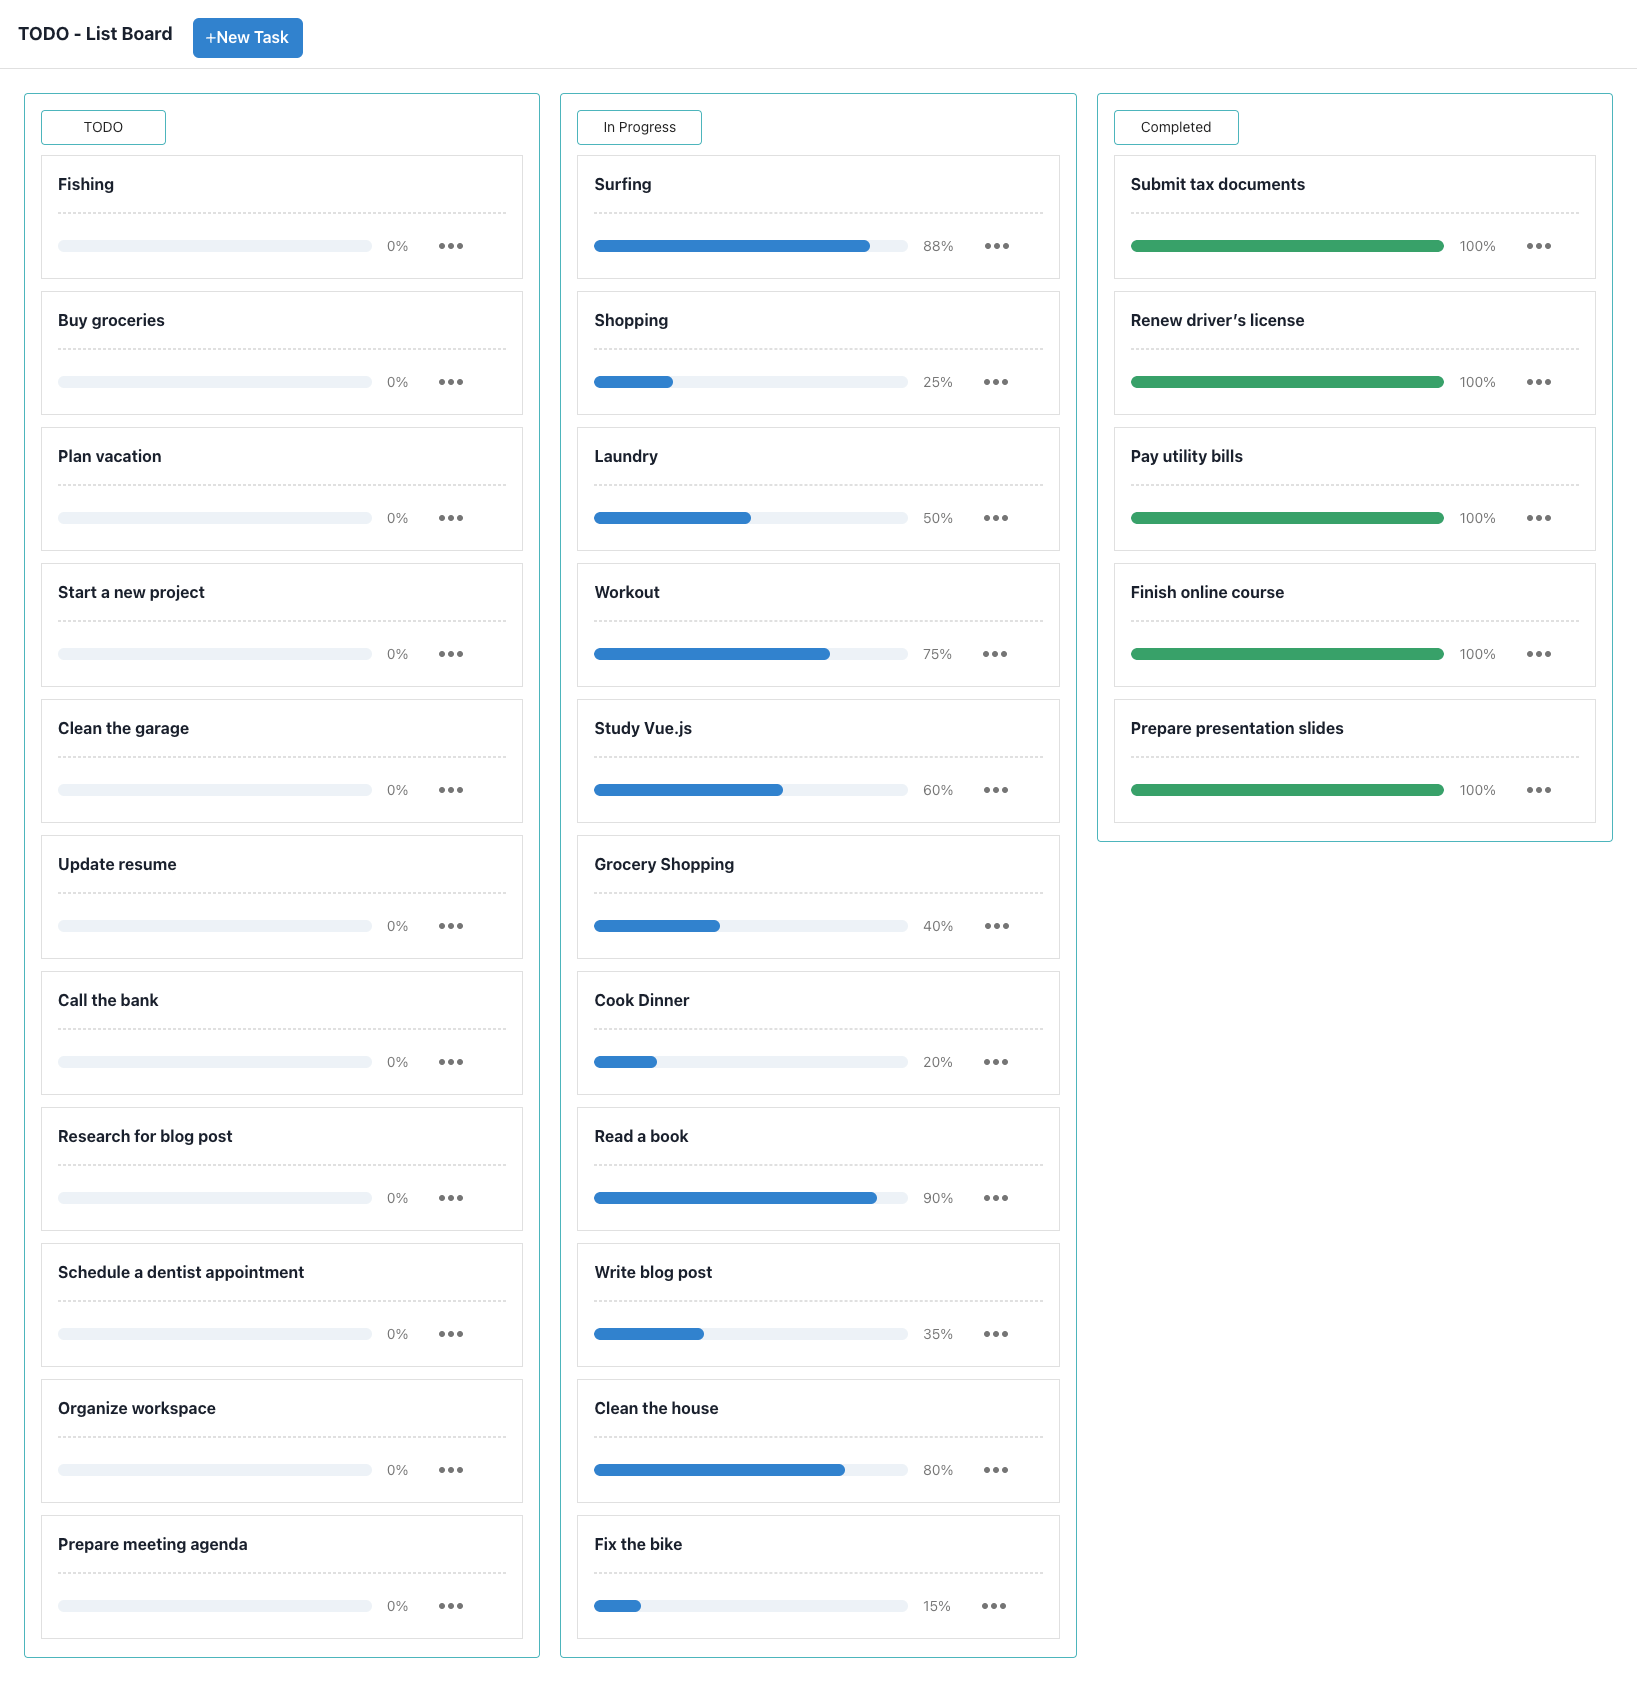 TODO - List Board
+New Task
TODO
Fishing
0%
Buy groceries
0%
Plan vacation
0%
Start a new project
0%
Clean the garage
0%
Update resume
0%
Call the bank
0%
Research for blog post
0%
Schedule a dentist appointment
0%
Organize workspace
0%
Prepare meeting agenda
0%
In Progress
Surfing
88%
Shopping
25%
Laundry
50%
Workout
75%
Study Vue.js
60%
Grocery Shopping
40%
Cook Dinner
20%
Read a book
90%
Write blog post
35%
Clean the house
80%
Fix the bike
15%
Completed
Submit tax documents
100%
Renew driver’s license
100%
Pay utility bills
100%
Finish online course
100%
Prepare presentation slides
100%